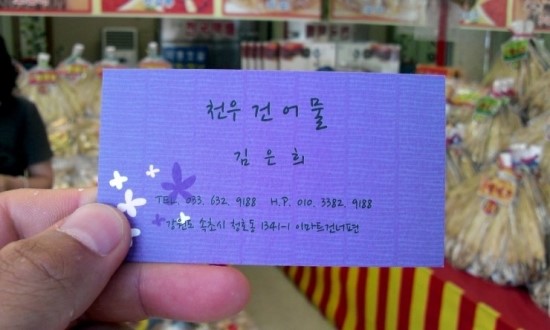 천우건어물
김은희
TEL. 033. 632. 9188 H.P. 010. 3382. 9188
강원도 속초시 청호동 1341-1 이마트건너편